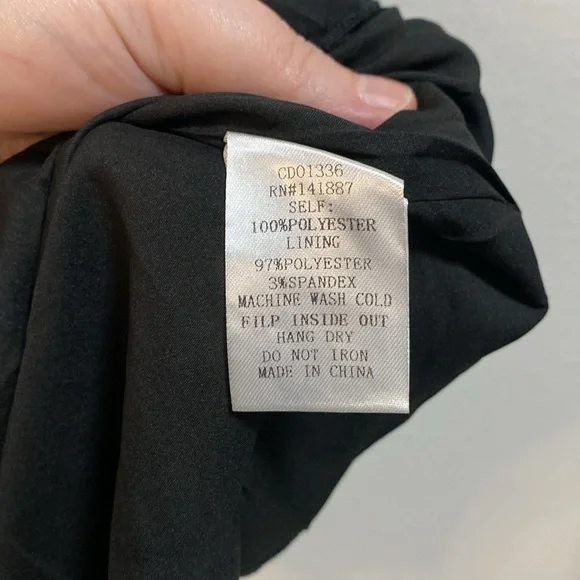 CD01336
RN#141887
SELF:
100%POLYESTER
LINING
97%POLYESTER
3%SPANDEX
MACHINE WASH COLD
FILP INSIDE OUT
HANG DRY
DO NOT IRON
MADE IN CHINA